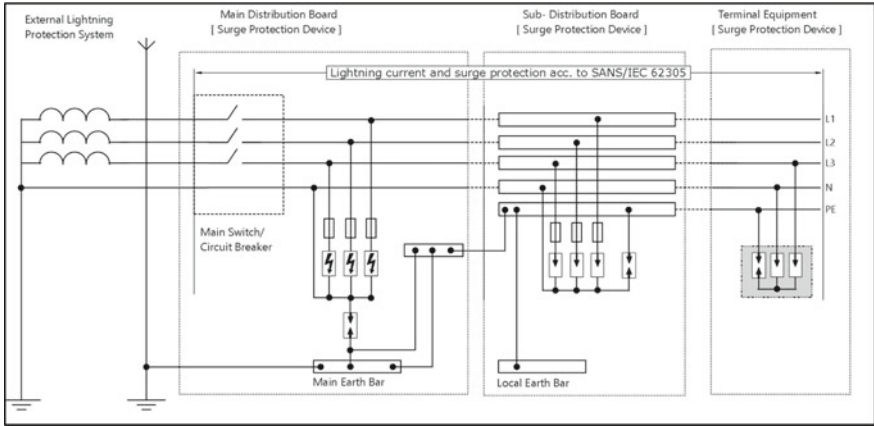 External Lightning
Protection System
Main Distribution Board
[ Surge Protection Device ]
Sub- Distribution Board
[ Surge Protection Device ]
Terminal Equipment
[ Surge Protection Device ]
Lightning current and surge protection acc. to SANS/IEC 62305
L1
L2
L3
N
PE
Main Switch/
Circuit Breaker
Main Earth Bar
Local Earth Bar